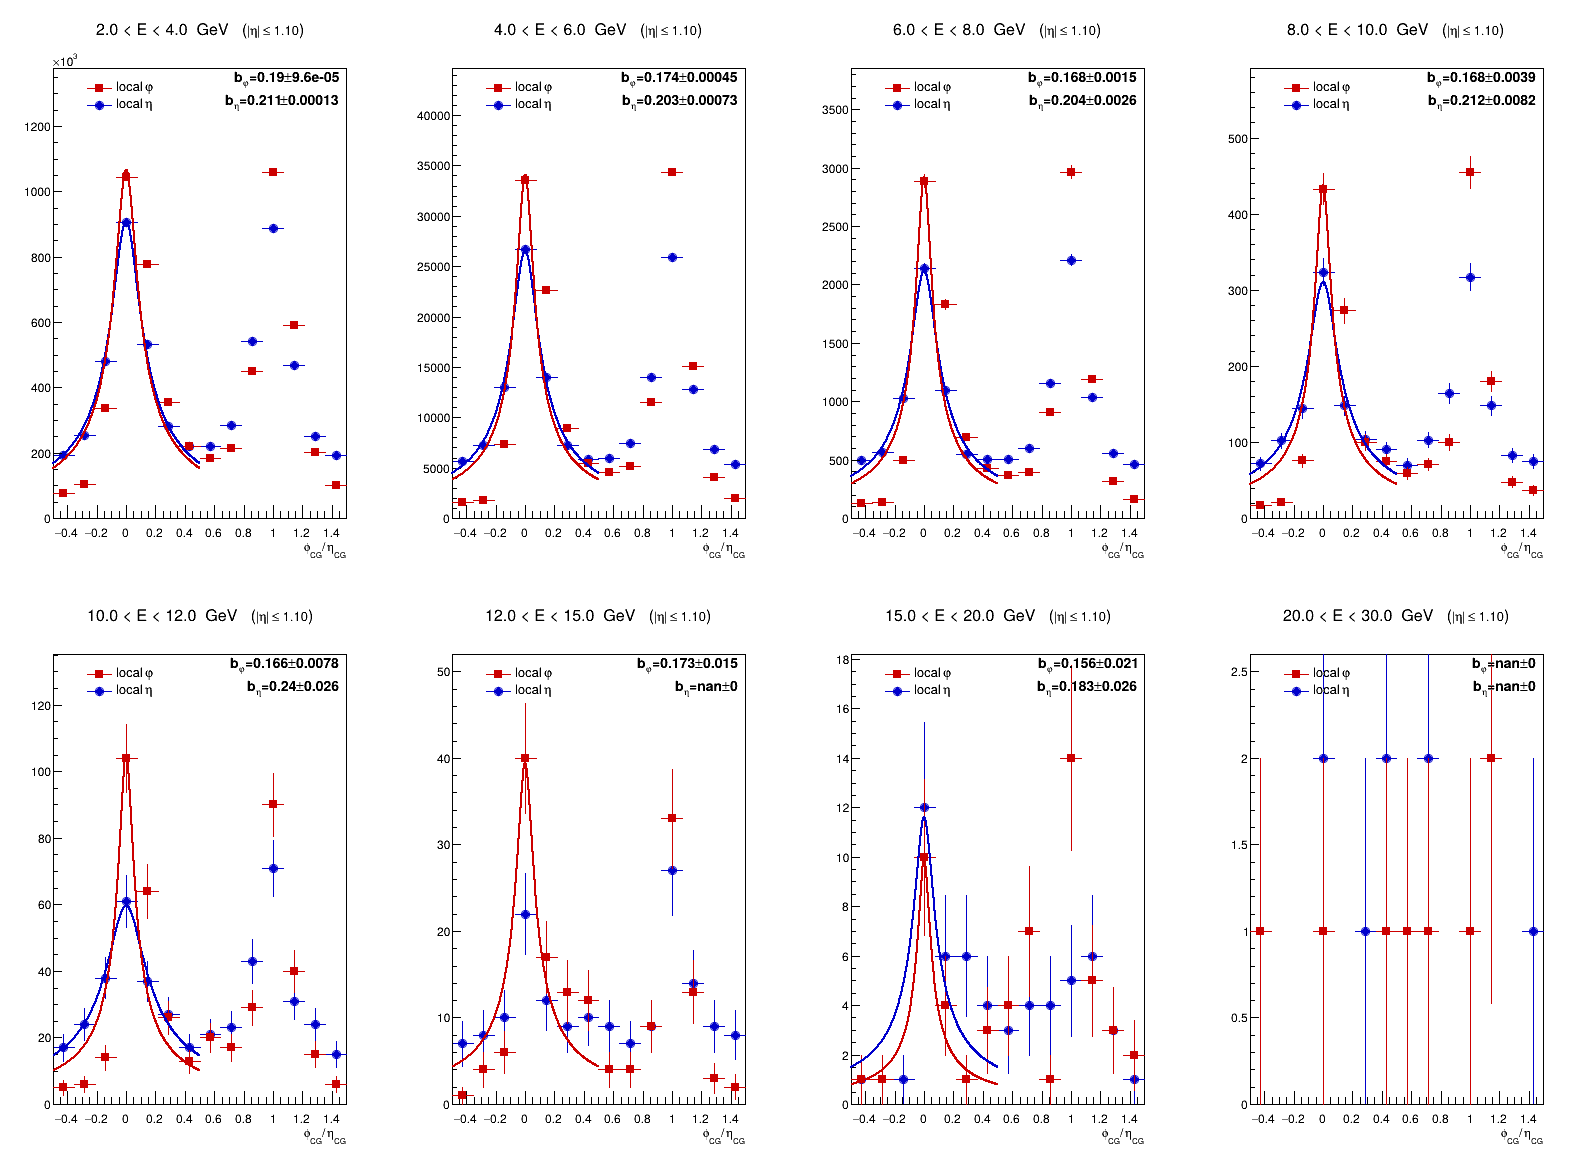 2.0 < E < 4.0 GeV (|η| ≤ 1.10)
×10³
local φ
local η
b_φ=0.19±9.6e-05
b_η=0.211±0.00013
1200
1000
800
600
400
200
0
−0.4 −0.2 0 0.2 0.4 0.6 0.8 1 1.2 1.4
ϕ_CG/η_CG
4.0 < E < 6.0 GeV (|η| ≤ 1.10)
local φ
local η
b_φ=0.174±0.00045
b_η=0.203±0.00073
40000
35000
30000
25000
20000
15000
10000
5000
0
−0.4 −0.2 0 0.2 0.4 0.6 0.8 1 1.2 1.4
ϕ_CG/η_CG
6.0 < E < 8.0 GeV (|η| ≤ 1.10)
local φ
local η
b_φ=0.168±0.0015
b_η=0.204±0.0026
3500
3000
2500
2000
1500
1000
500
0
−0.4 −0.2 0 0.2 0.4 0.6 0.8 1 1.2 1.4
ϕ_CG/η_CG
8.0 < E < 10.0 GeV (|η| ≤ 1.10)
local φ
local η
b_φ=0.168±0.0039
b_η=0.212±0.0082
500
400
300
200
100
0
−0.4 −0.2 0 0.2 0.4 0.6 0.8 1 1.2 1.4
ϕ_CG/η_CG
10.0 < E < 12.0 GeV (|η| ≤ 1.10)
local φ
local η
b_φ=0.166±0.0078
b_η=0.24±0.026
120
100
80
60
40
20
0
−0.4 −0.2 0 0.2 0.4 0.6 0.8 1 1.2 1.4
ϕ_CG/η_CG
12.0 < E < 15.0 GeV (|η| ≤ 1.10)
local φ
local η
b_φ=0.173±0.015
b_η=nan±0
50
40
30
20
10
0
−0.4 −0.2 0 0.2 0.4 0.6 0.8 1 1.2 1.4
ϕ_CG/η_CG
15.0 < E < 20.0 GeV (|η| ≤ 1.10)
local φ
local η
b_φ=0.156±0.021
b_η=0.183±0.026
18
16
14
12
10
8
6
4
2
0
−0.4 −0.2 0 0.2 0.4 0.6 0.8 1 1.2 1.4
ϕ_CG/η_CG
20.0 < E < 30.0 GeV (|η| ≤ 1.10)
local φ
local η
b_φ=nan±0
b_η=nan±0
2.5
2
1.5
1
0.5
0
−0.4 −0.2 0 0.2 0.4 0.6 0.8 1 1.2 1.4
ϕ_CG/η_CG